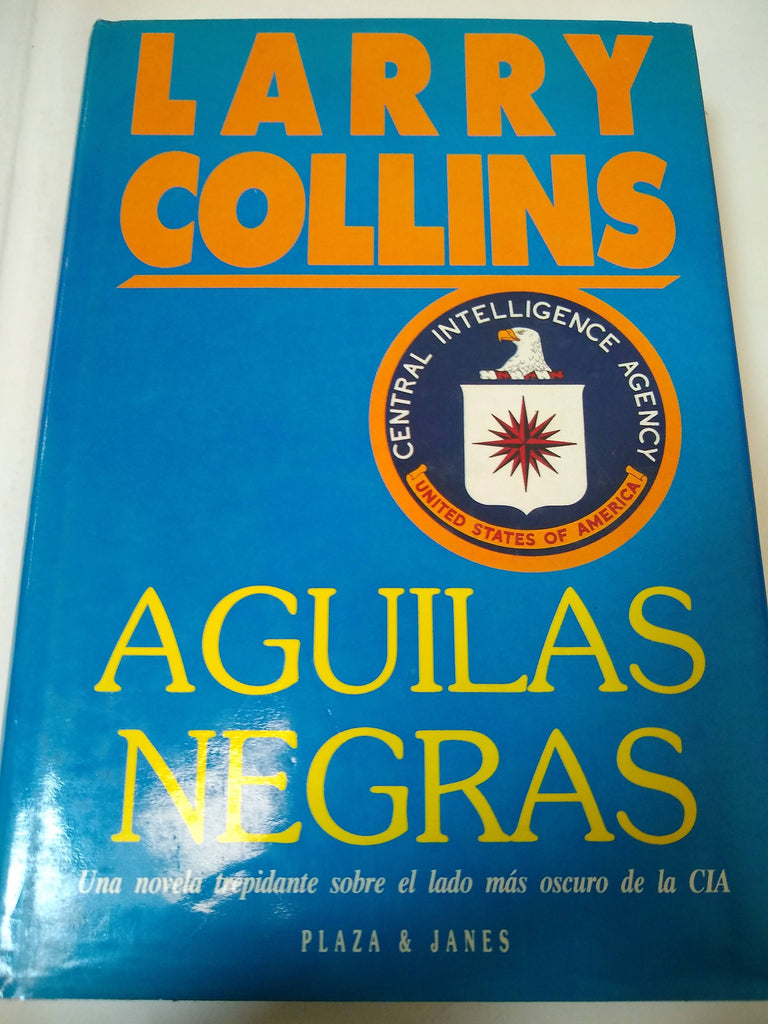 LARRY
COLLINS
CENTRAL INTELLIGENCE AGENCY
UNITED STATES OF AMERICA
AGUILAS
NEGRAS
Una novela trepidante sobre el lado más oscuro de la CIA
PLAZA & JANES